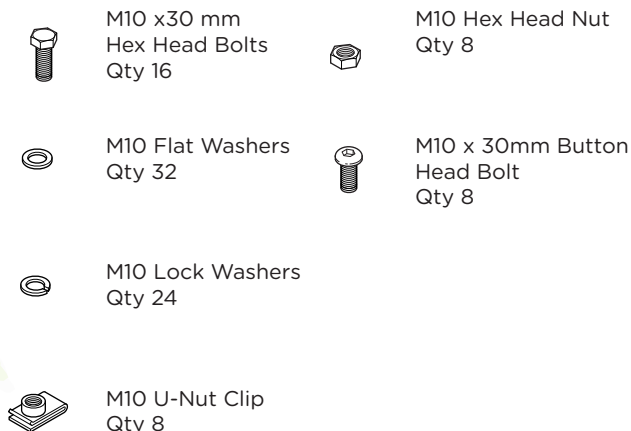 M10 x30 mm
Hex Head Bolts
Qty 16
M10 Hex Head Nut
Qty 8
M10 Flat Washers
Qty 32
M10 x 30mm Button
Head Bolt
Qty 8
M10 Lock Washers
Qty 24
M10 U-Nut Clip
Qty 8